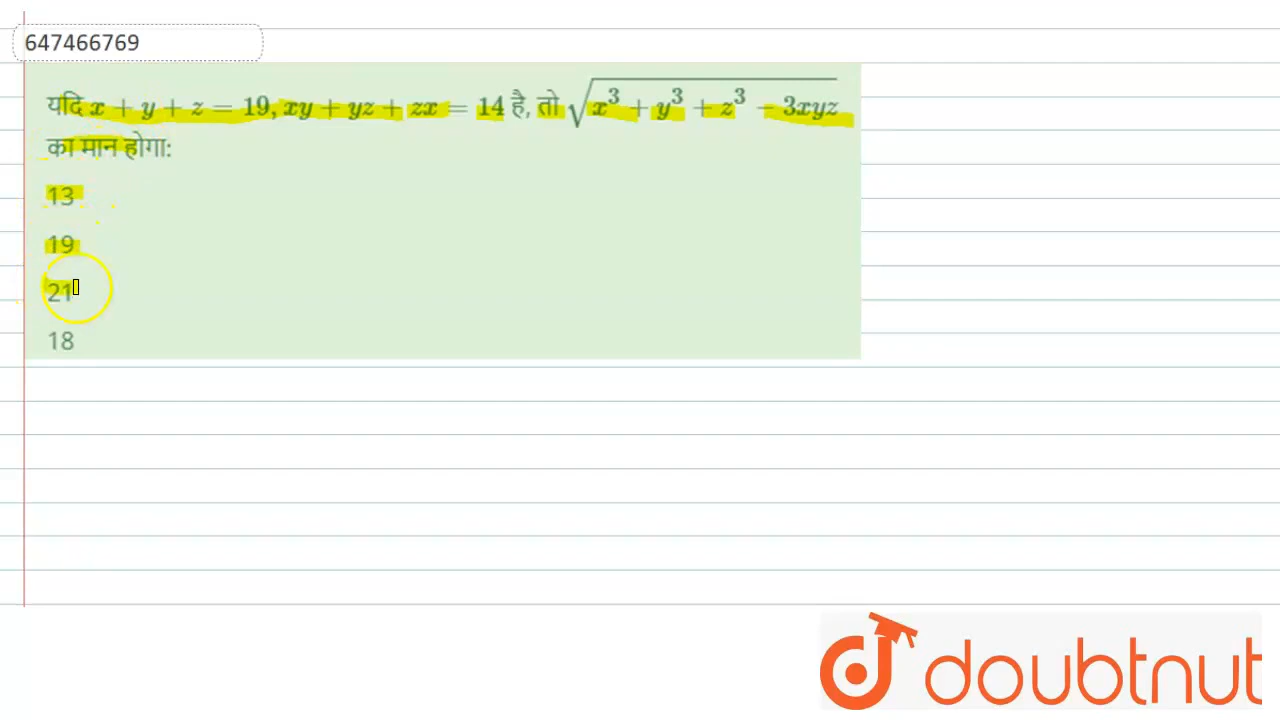 647466769
यदि x + y + z = 19, xy + yz + zx = 14 है, तो √(x³ + y³ + z³ − 3xyz)
का मान होगा:
13
19
21
18
doubtnut